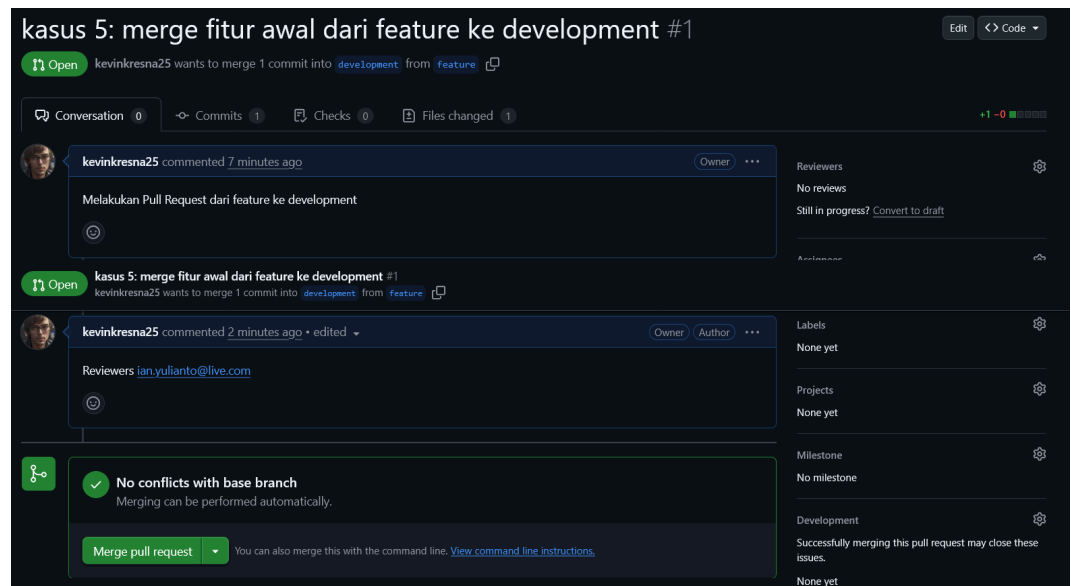 kasus 5: merge fitur awal dari feature ke development #1
Edit
<> Code
Open
kevinkresna25 wants to merge 1 commit into development from feature
Conversation 0
Commits 1
Checks 0
Files changed 1
+1 −0
kevinkresna25 commented 7 minutes ago
Owner
Melakukan Pull Request dari feature ke development
Reviewers
No reviews
Still in progress? Convert to draft
Assignees
Open
kasus 5: merge fitur awal dari feature ke development #1
kevinkresna25 wants to merge 1 commit into development from feature
kevinkresna25 commented 2 minutes ago • edited
Owner
Author
Reviewers ian.yulianto@live.com
Labels
None yet
Projects
None yet
Milestone
No milestone
No conflicts with base branch
Merging can be performed automatically.
Merge pull request
You can also merge this with the command line. View command line instructions.
Development
Successfully merging this pull request may close these
issues.
None yet